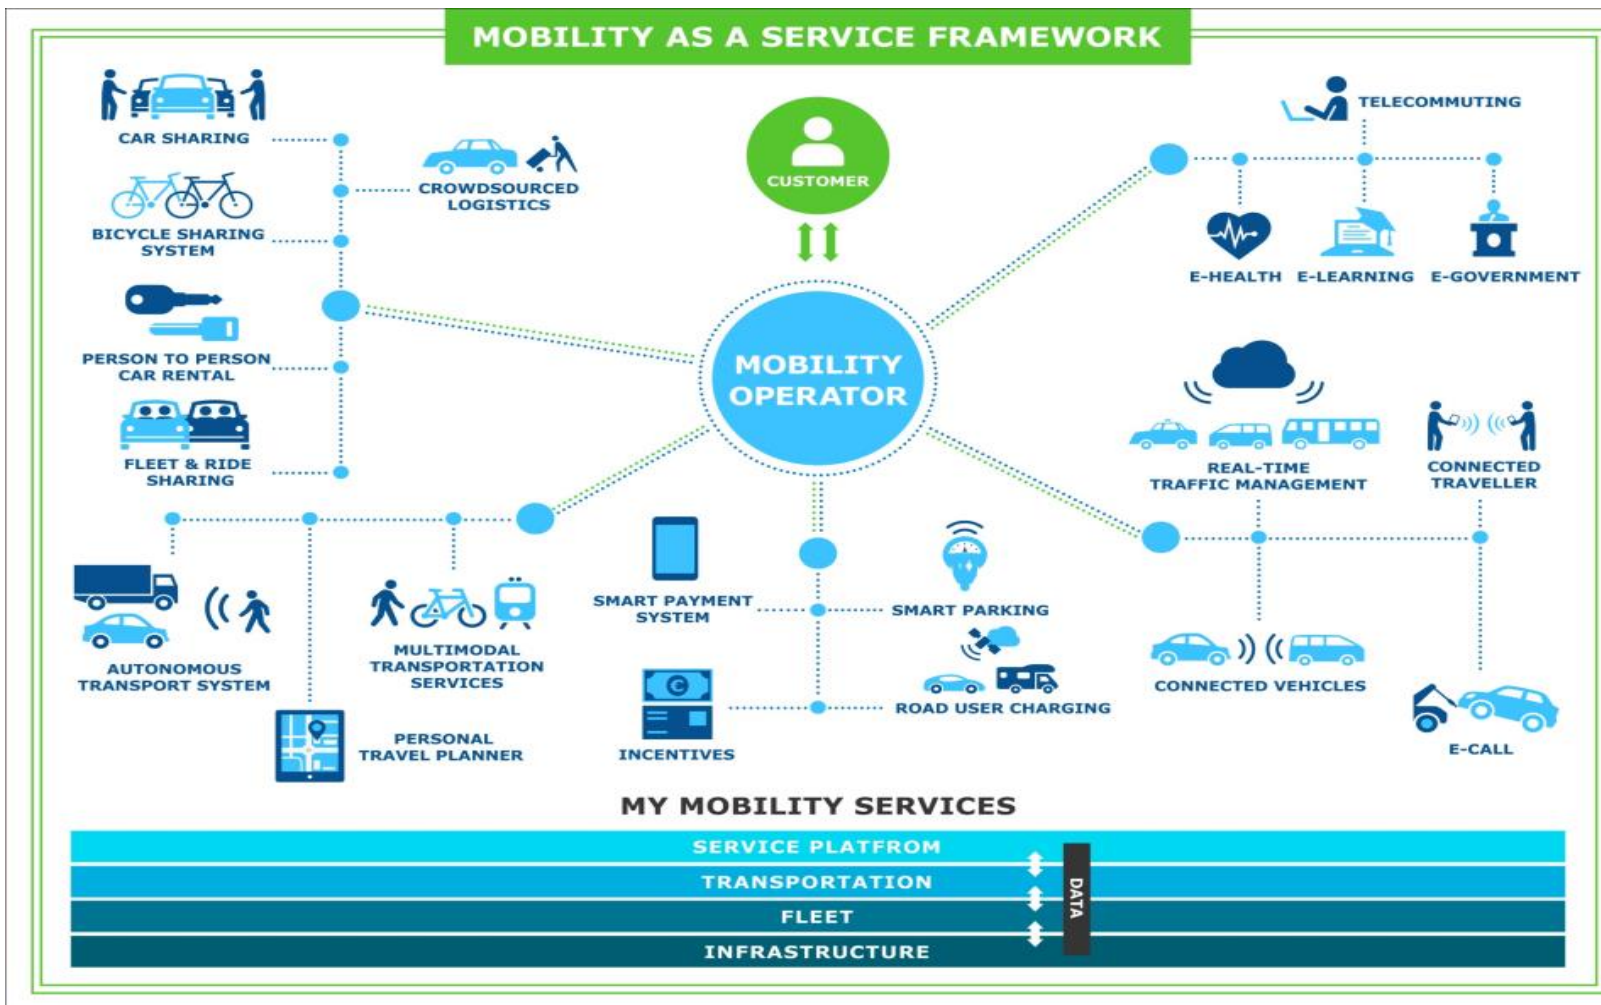 MOBILITY AS A SERVICE FRAMEWORK
CAR SHARING
CROWDSOURCED
LOGISTICS
BICYCLE SHARING
SYSTEM
PERSON TO PERSON
CAR RENTAL
FLEET & RIDE
SHARING
CUSTOMER
MOBILITY
OPERATOR
TELECOMMUTING
E-HEALTH
E-LEARNING
E-GOVERNMENT
REAL-TIME
TRAFFIC MANAGEMENT
CONNECTED
TRAVELLER
AUTONOMOUS
TRANSPORT SYSTEM
MULTIMODAL
TRANSPORTATION
SERVICES
PERSONAL
TRAVEL PLANNER
SMART PAYMENT
SYSTEM
SMART PARKING
INCENTIVES
ROAD USER CHARGING
CONNECTED VEHICLES
E-CALL
MY MOBILITY SERVICES
SERVICE PLATFROM
TRANSPORTATION
FLEET
INFRASTRUCTURE
DATA